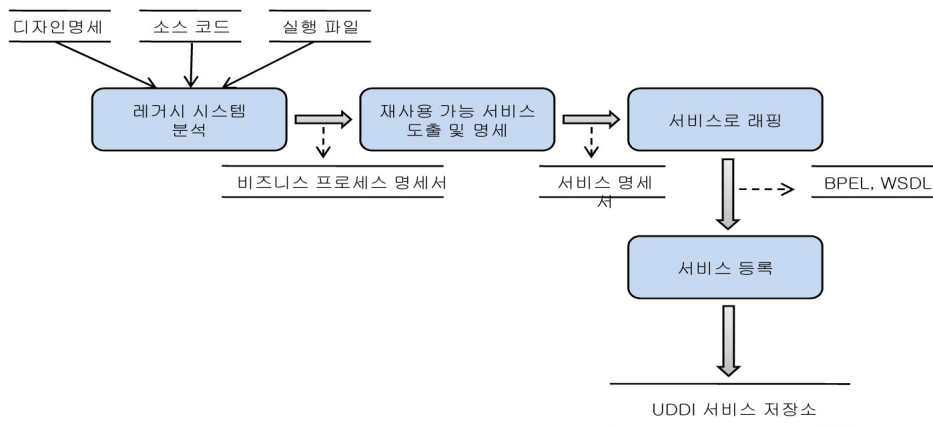 디자인명세
소스 코드
실행 파일
레거시 시스템
분석
재사용 가능 서비스
도출 및 명세
서비스로 래핑
비즈니스 프로세스 명세서
서비스 명세
서
BPEL, WSDL
서비스 등록
UDDI 서비스 저장소